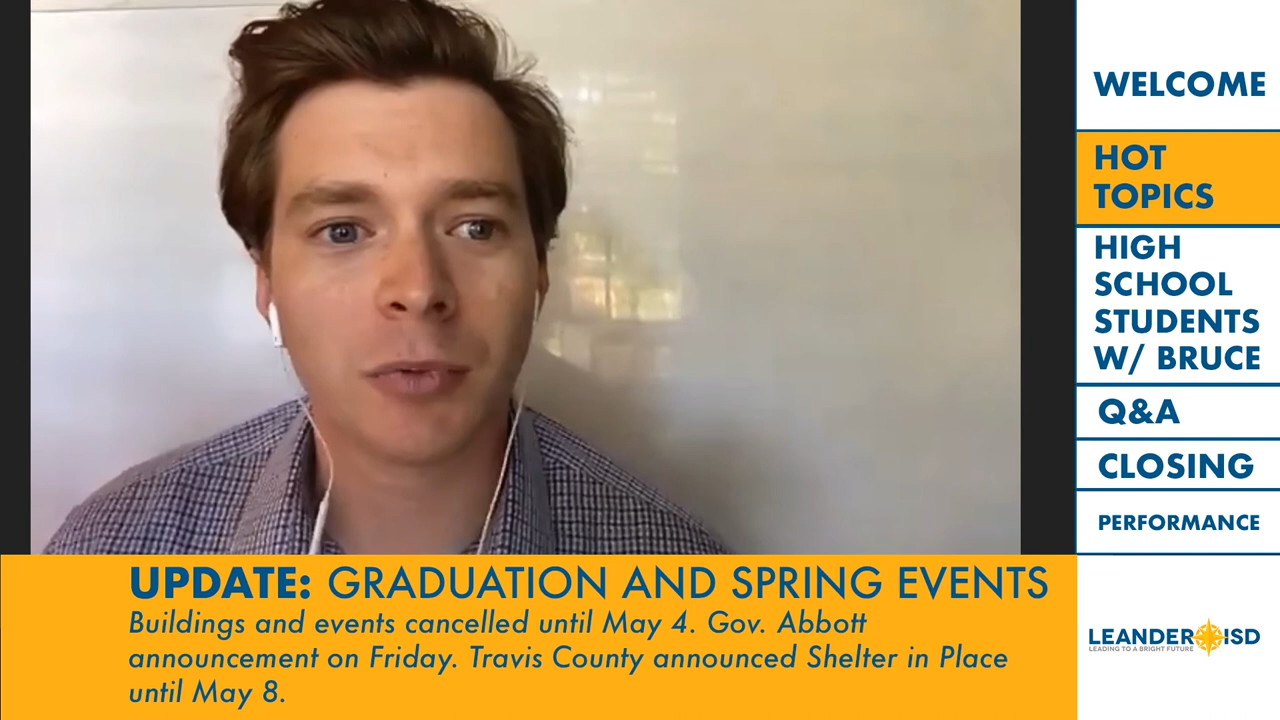 WELCOME
HOT
TOPICS
HIGH
SCHOOL
STUDENTS
W/ BRUCE
Q&A
CLOSING
PERFORMANCE
UPDATE: GRADUATION AND SPRING EVENTS
Buildings and events cancelled until May 4. Gov. Abbott
announcement on Friday. Travis County announced Shelter in Place
until May 8.
LEANDER ISD
LEADING TO A BRIGHT FUTURE